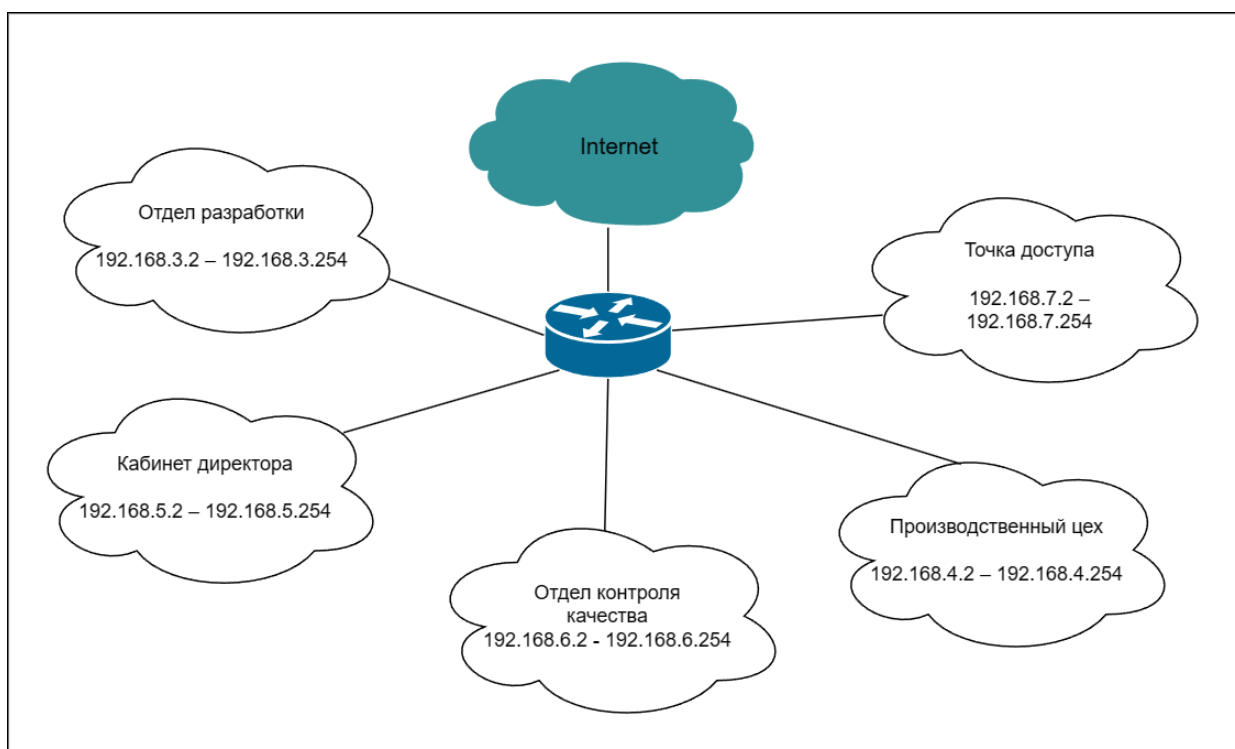 Internet
Отдел разработки
192.168.3.2 – 192.168.3.254
Точка доступа
192.168.7.2 –
192.168.7.254
Кабинет директора
192.168.5.2 – 192.168.5.254
Производственный цех
192.168.4.2 – 192.168.4.254
Отдел контроля
качества
192.168.6.2 - 192.168.6.254